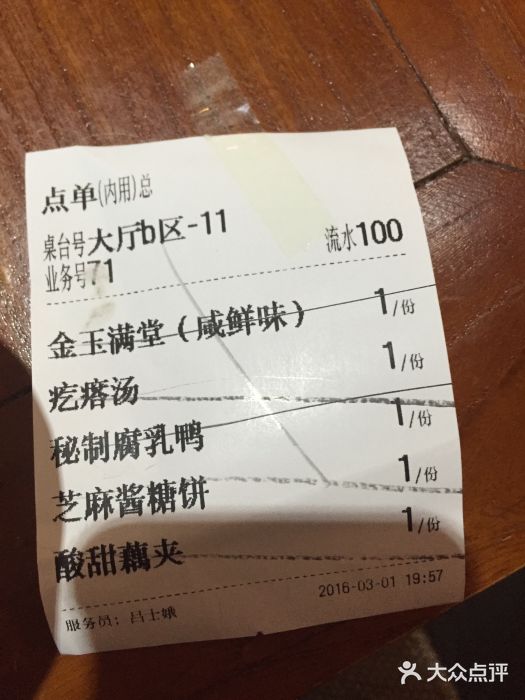 点单(内用)总
桌台号大厅b区-11 流水100
业务号71
金玉满堂（咸鲜味） 1/份
疙瘩汤 1/份
秘制腐乳鸭 1/份
芝麻酱糖饼 1/份
酸甜藕夹 1/份
服务员：吕士娥 2016-03-01 19:57
大众点评